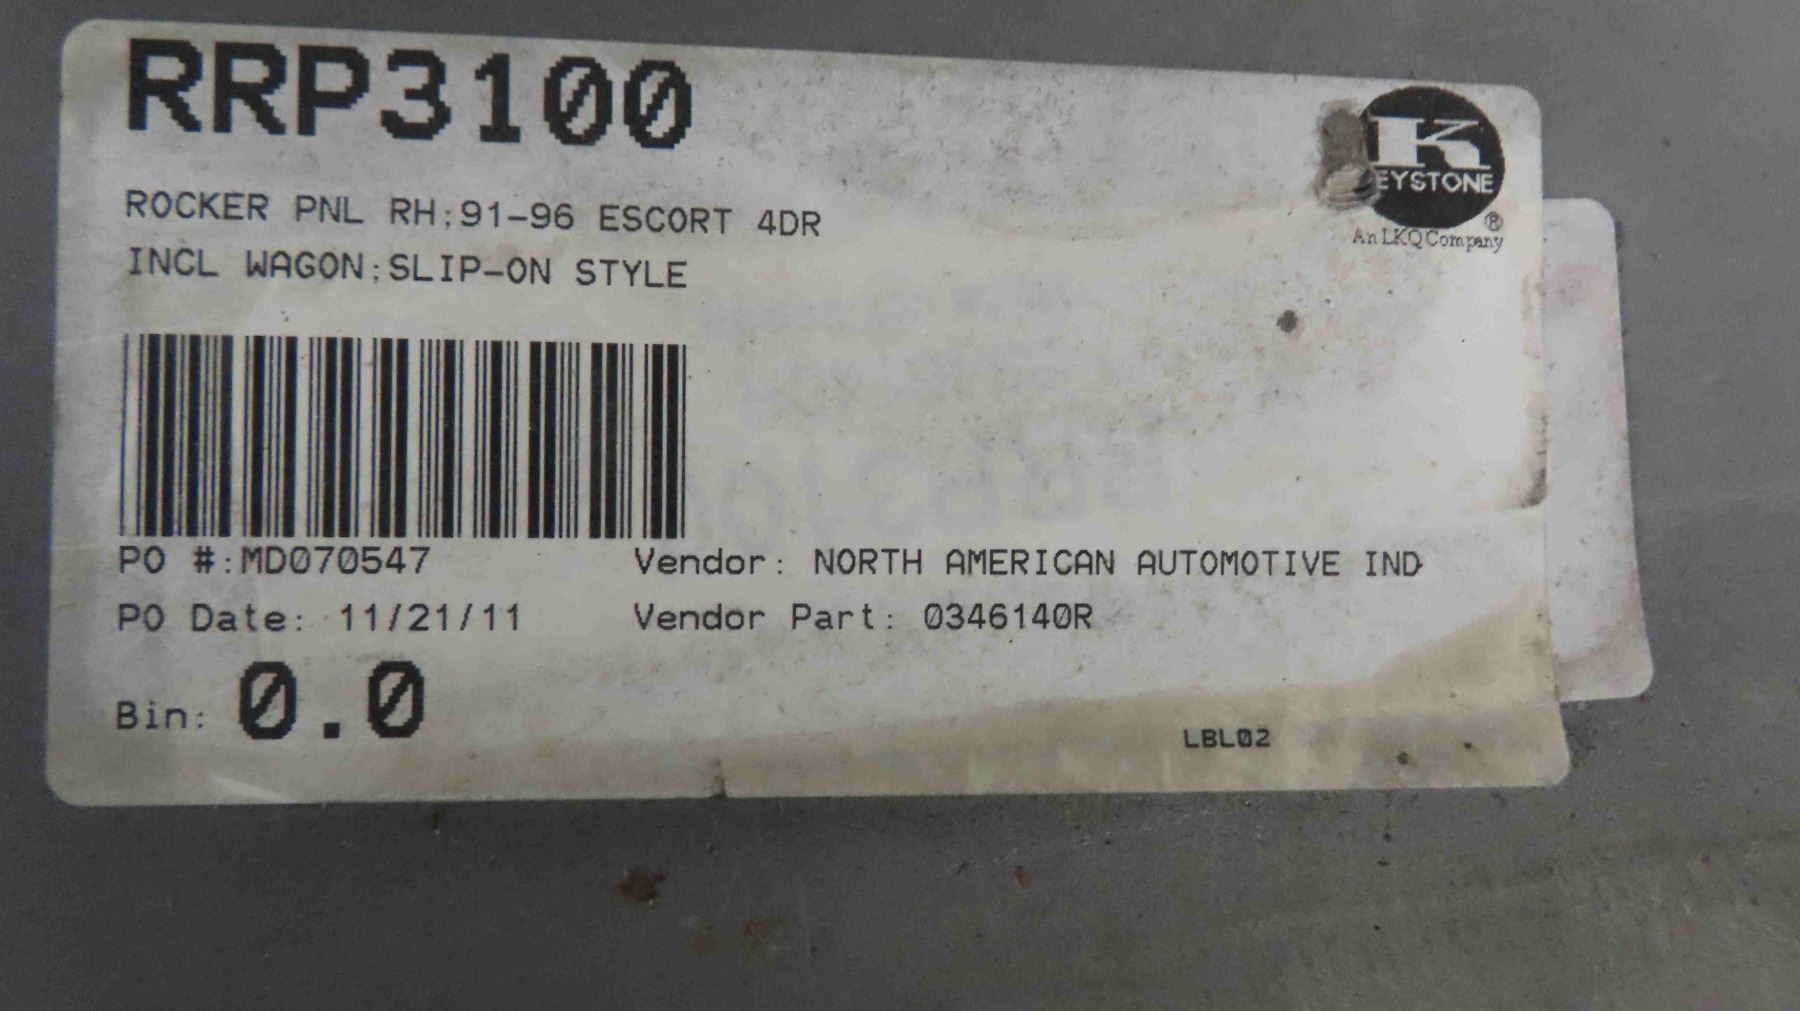 RRP3100
K
EYSTONE
®
An LKQ Company
ROCKER PNL RH;91-96 ESCORT 4DR
INCL WAGON;SLIP-ON STYLE
PO #:MD070547 Vendor: NORTH AMERICAN AUTOMOTIVE IND
PO Date: 11/21/11 Vendor Part: 0346140R
Bin: 0.0
LBL02